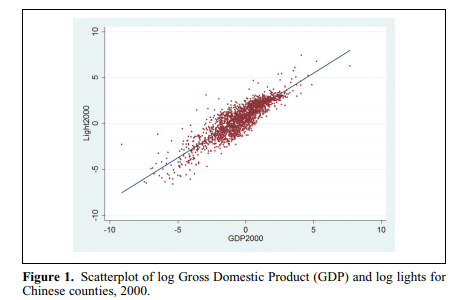 10
5
0
-5
-10
Light2000
-10 -5 0 5 10
GDP2000
Figure 1. Scatterplot of log Gross Domestic Product (GDP) and log lights for
Chinese counties, 2000.